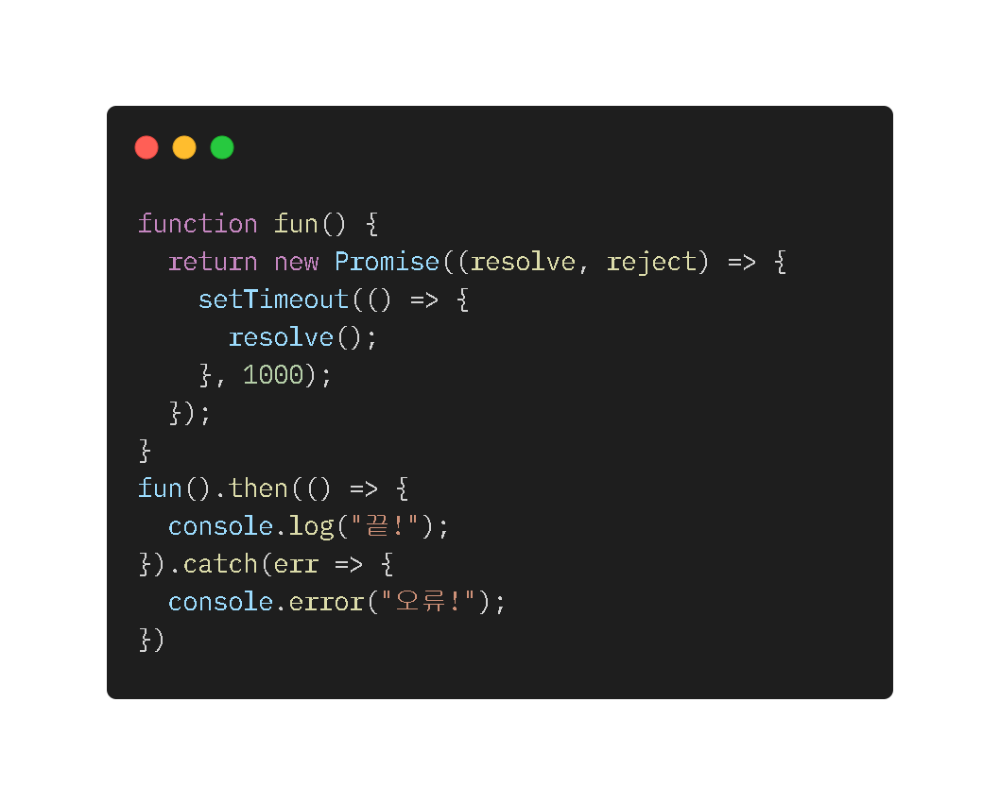 function fun() {
  return new Promise((resolve, reject) => {
    setTimeout(() => {
      resolve();
    }, 1000);
  });
}
fun().then(() => {
  console.log("끝!");
}).catch(err => {
  console.error("오류!");
})